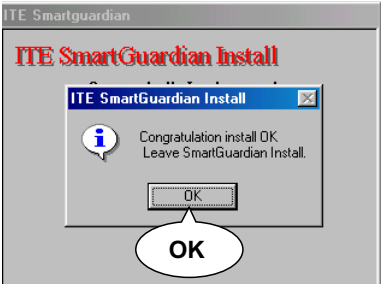 ITE Smartguardian
ITE SmartGuardian Install
ITE SmartGuardian Install
Congratulation install OK
Leave SmartGuardian Install.
OK
OK